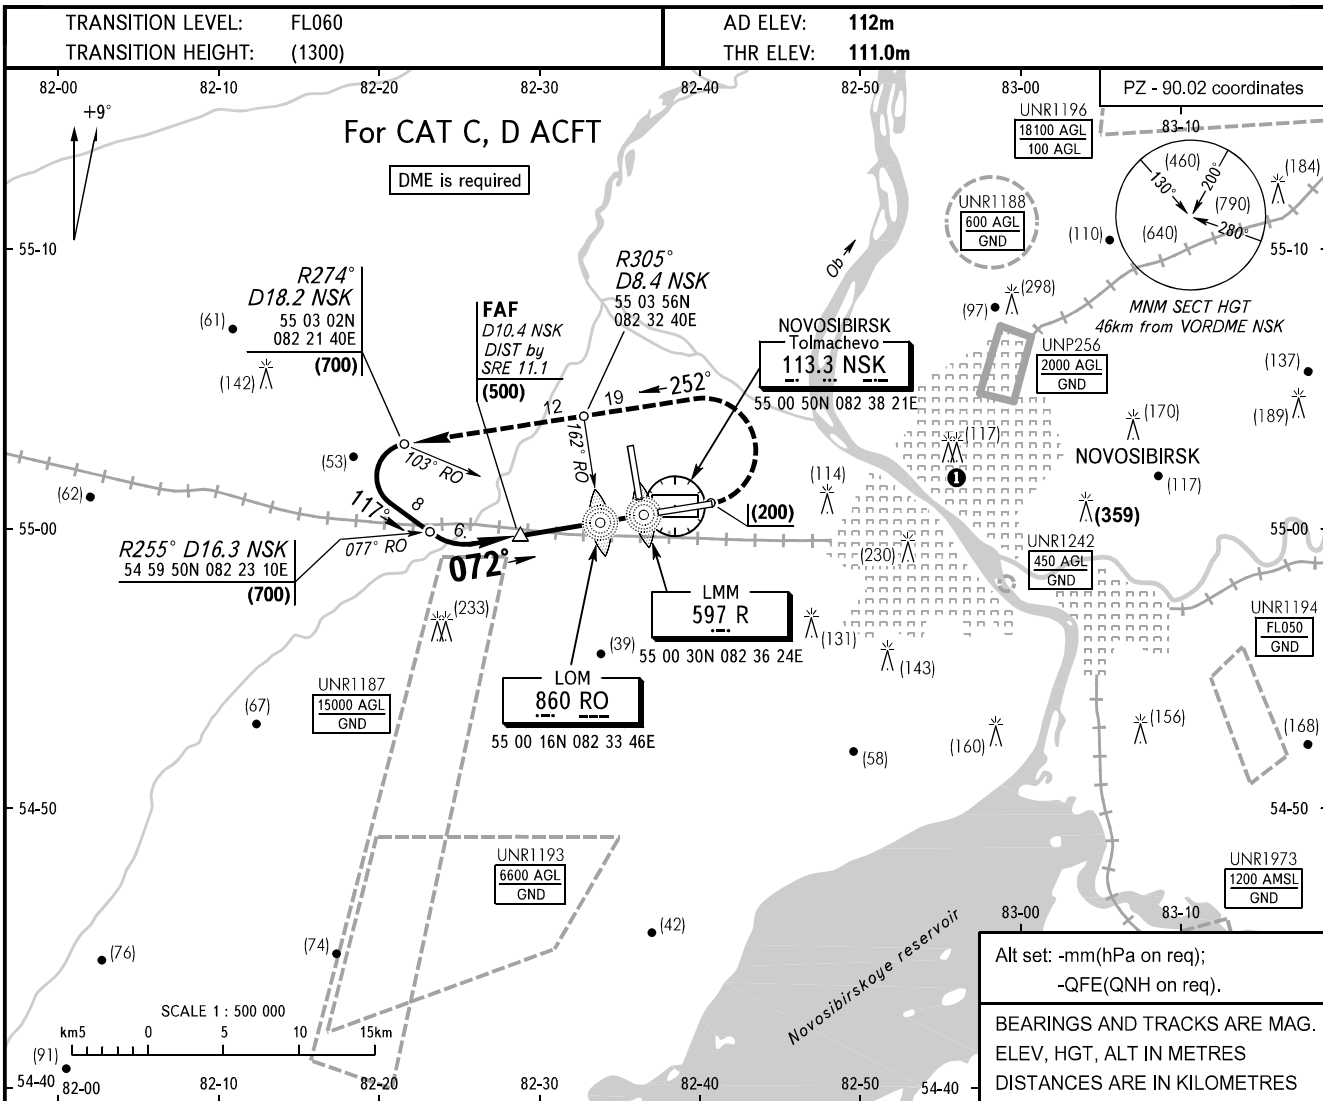 TRANSITION LEVEL: FL060
TRANSITION HEIGHT: (1300)
AD ELEV: 112m
THR ELEV: 111.0m
82-00 82-10 82-20 82-30 82-40 82-50 83-00
PZ - 90.02 coordinates
83-10
+9°
For CAT C, D ACFT
DME is required
UNR1196
18100 AGL
100 AGL
(460)
130°
200°
(790)
(640)
280°
(184)
MNM SECT HGT
46km from VORDME NSK
UNR1188
600 AGL
GND
(110)
55-10
55-10
Ob
R274°
D18.2 NSK
55 03 02N
082 21 40E
(700)
(61)
(142)
FAF
D10.4 NSK
DIST by
SRE 11.1
(500)
R305°
D8.4 NSK
55 03 56N
082 32 40E
NOVOSIBIRSK
Tolmachevo
113.3 NSK
55 00 50N 082 38 21E
(298)
(97)
UNP256
2000 AGL
GND
(137)
(189)
(170)
(117)
NOVOSIBIRSK
1
(117)
(359)
12 19 252°
162° RO
103° RO
(53)
(62)
117°
8
6.
077° RO
072°
(200)
(114)
(230)
55-00
55-00
R255° D16.3 NSK
54 59 50N 082 23 10E
(700)
UNR1242
450 AGL
GND
LMM
597 R
55 00 30N 082 36 24E
(233)
(39)
(131)
(143)
UNR1194
FL050
GND
LOM
860 RO
55 00 16N 082 33 46E
UNR1187
15000 AGL
GND
(67)
(58)
(160)
(156)
(168)
54-50
54-50
UNR1193
6600 AGL
GND
UNR1973
1200 AMSL
GND
83-00 83-10
(76)
(74)
(42)
Novosibirskoye reservoir
SCALE 1 : 500 000
km5 0 5 10 15km
(91)
54-40 82-00 82-10 82-20 82-30 82-40 82-50 54-40
Alt set: -mm(hPa on req);
-QFE(QNH on req).
BEARINGS AND TRACKS ARE MAG.
ELEV, HGT, ALT IN METRES
DISTANCES ARE IN KILOMETRES